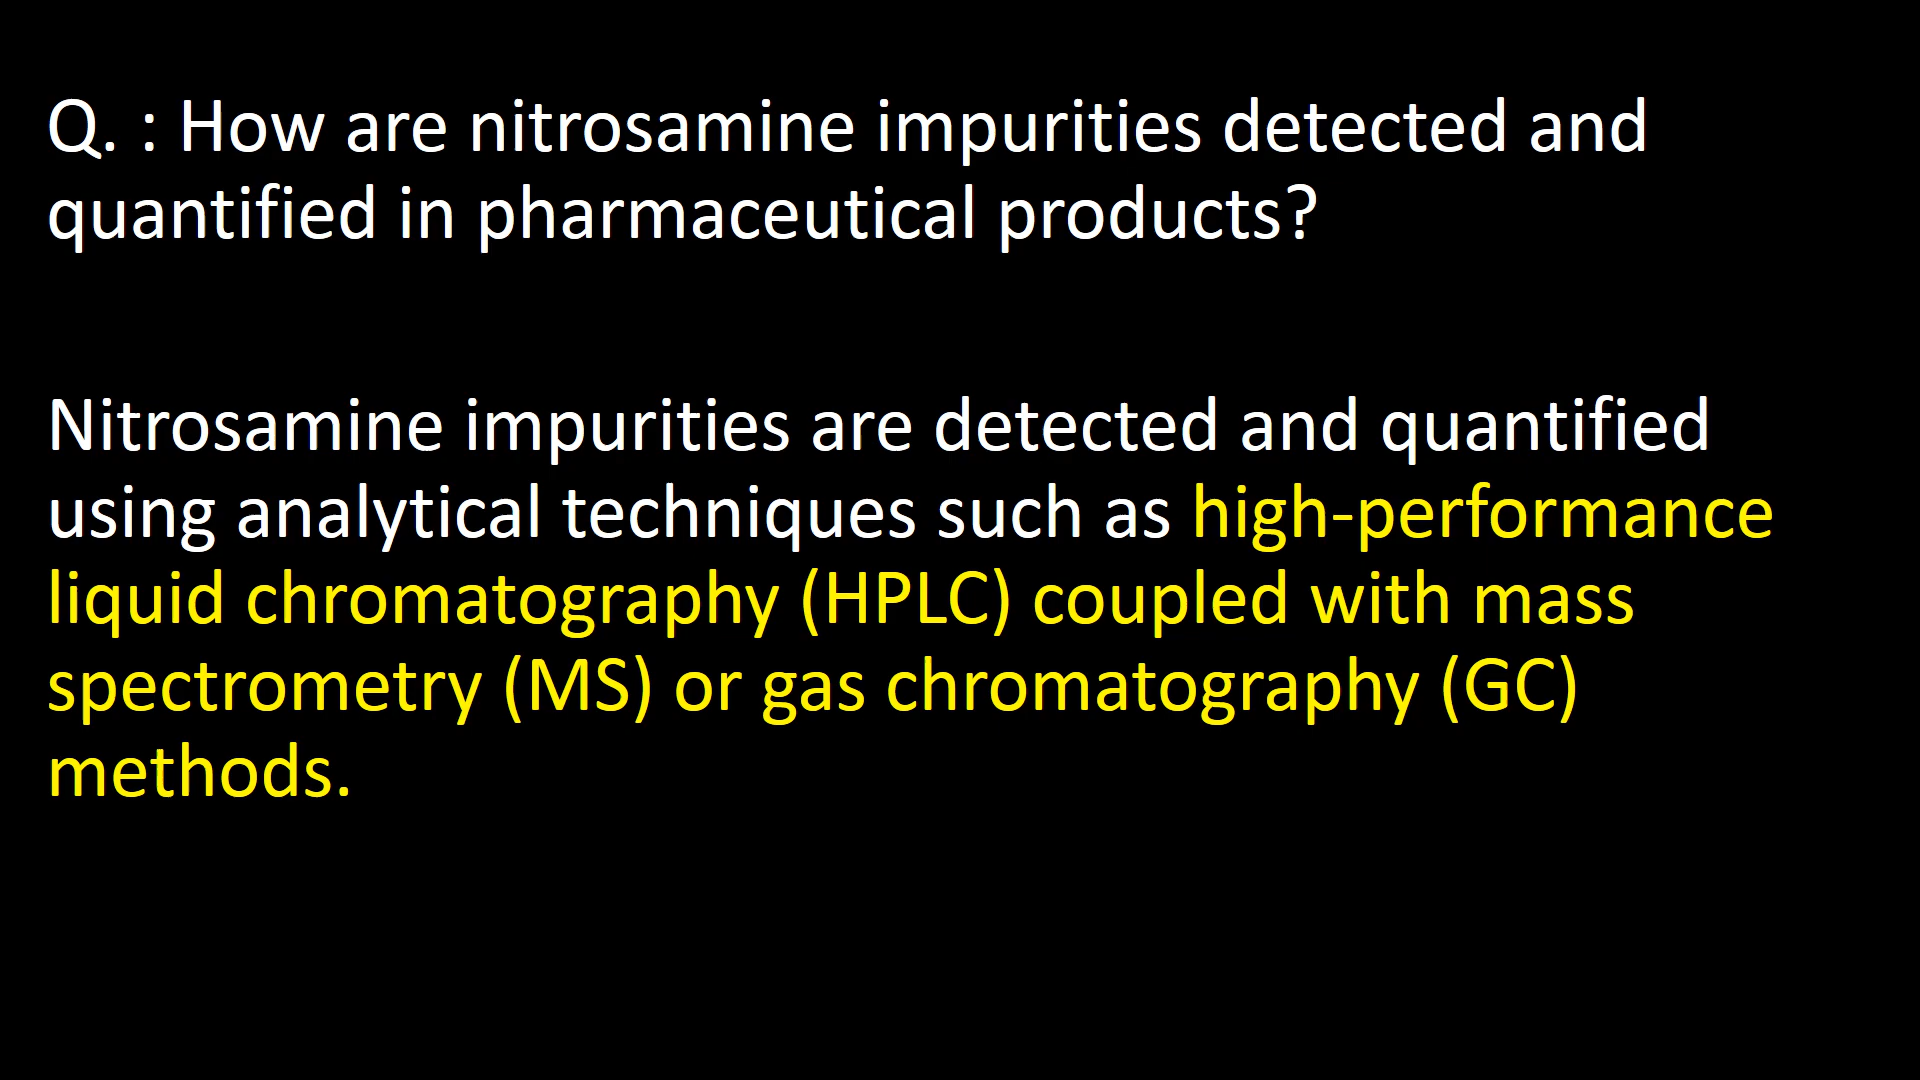 Q. : How are nitrosamine impurities detected and
quantified in pharmaceutical products?
Nitrosamine impurities are detected and quantified
using analytical techniques such as high-performance
liquid chromatography (HPLC) coupled with mass
spectrometry (MS) or gas chromatography (GC)
methods.